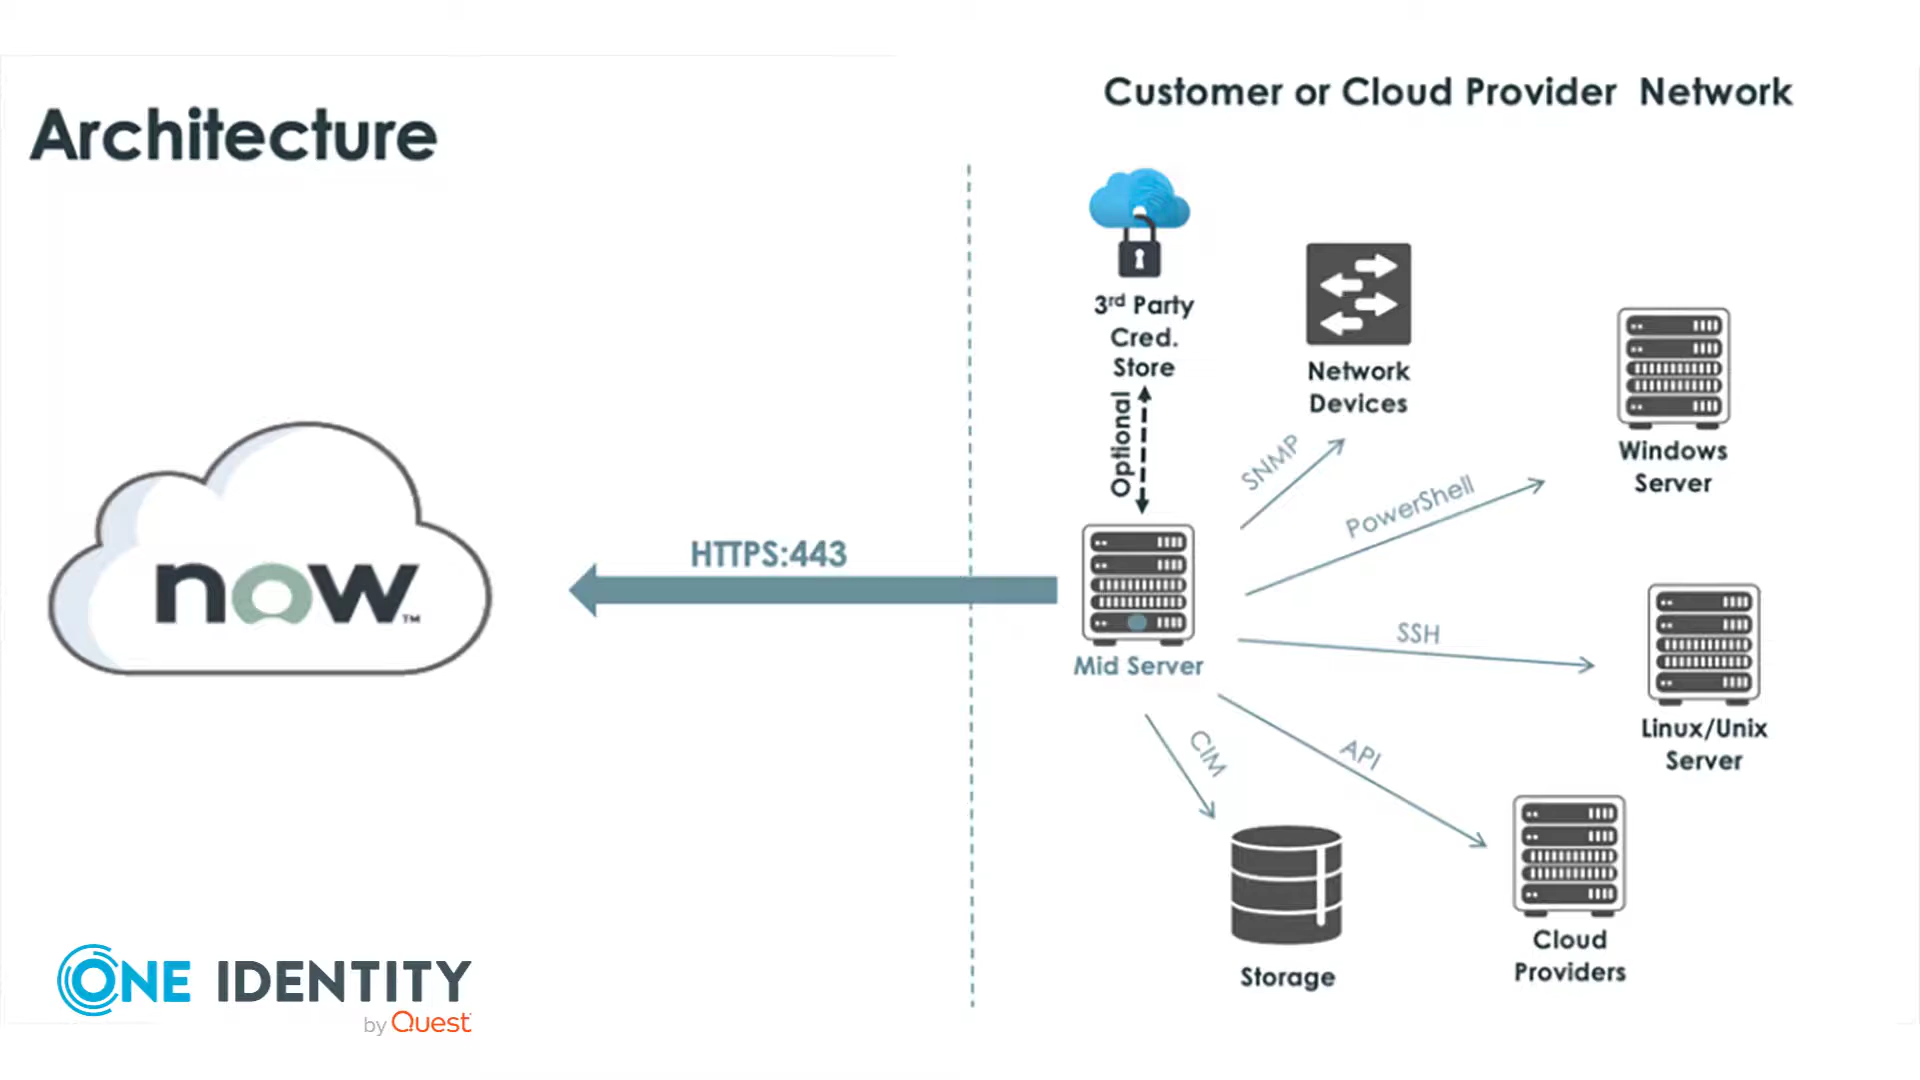 Architecture
Customer or Cloud Provider Network
3rd Party
Cred.
Store
Optional
Network
Devices
Windows
Server
SNMP
PowerShell
HTTPS:443
now™
Mid Server
SSH
Linux/Unix
Server
CIM
API
Storage
Cloud
Providers
ONE IDENTITY
by Quest